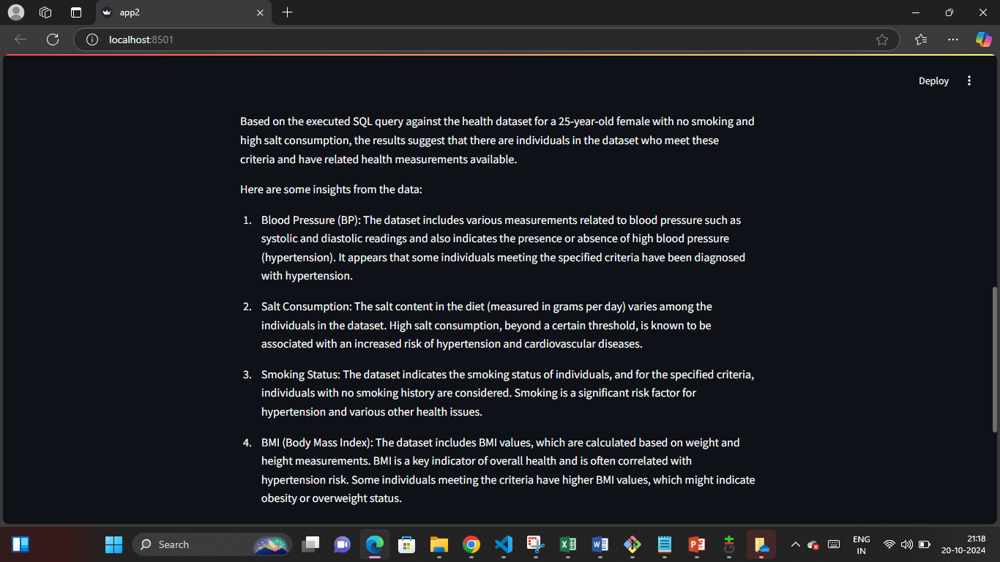 app2
localhost:8501
Deploy
Based on the executed SQL query against the health dataset for a 25-year-old female with no smoking and
high salt consumption, the results suggest that there are individuals in the dataset who meet these
criteria and have related health measurements available.
Here are some insights from the data:
1. Blood Pressure (BP): The dataset includes various measurements related to blood pressure such as
systolic and diastolic readings and also indicates the presence or absence of high blood pressure
(hypertension). It appears that some individuals meeting the specified criteria have been diagnosed
with hypertension.
2. Salt Consumption: The salt content in the diet (measured in grams per day) varies among the
individuals in the dataset. High salt consumption, beyond a certain threshold, is known to be
associated with an increased risk of hypertension and cardiovascular diseases.
3. Smoking Status: The dataset indicates the smoking status of individuals, and for the specified criteria,
individuals with no smoking history are considered. Smoking is a significant risk factor for
hypertension and various other health issues.
4. BMI (Body Mass Index): The dataset includes BMI values, which are calculated based on weight and
height measurements. BMI is a key indicator of overall health and is often correlated with
hypertension risk. Some individuals meeting the criteria have higher BMI values, which might indicate
obesity or overweight status.
Search
ENG
IN
21:18
20-10-2024